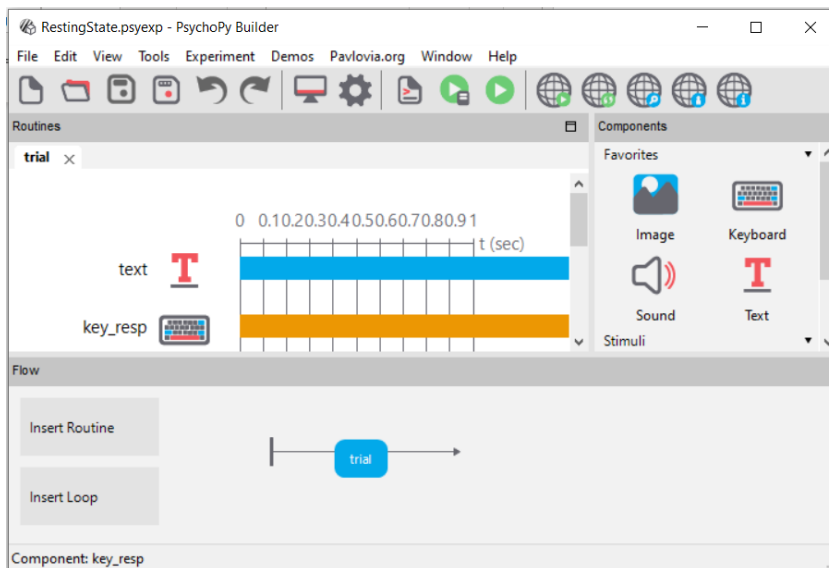 RestingState.psyexp - PsychoPy Builder
File Edit View Tools Experiment Demos Pavlovia.org Window Help
Routines
Components
trial
Favorites
0 0.10.20.30.40.50.60.70.80.91
t (sec)
Image Keyboard
text
key_resp
Sound Text
Stimuli
Flow
Insert Routine
trial
Insert Loop
Component: key_resp